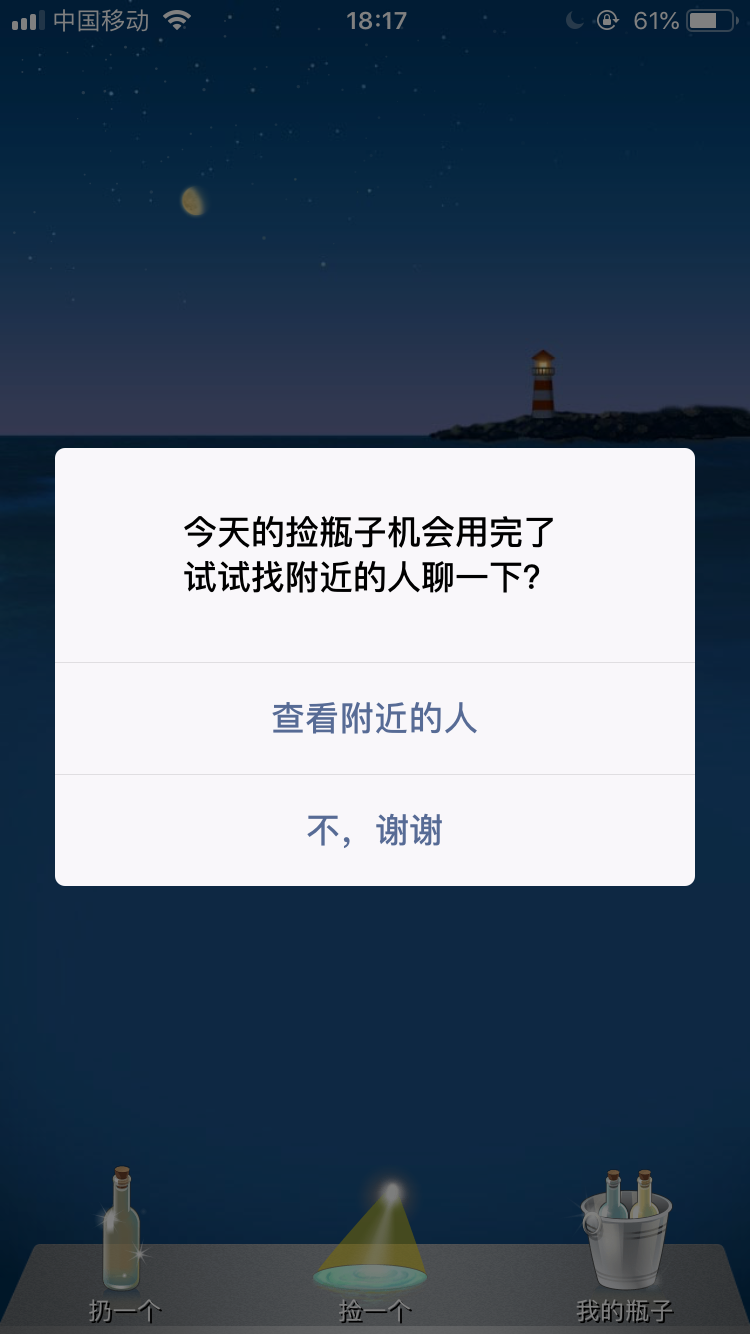 中国移动
18:17
61%
今天的捡瓶子机会用完了
试试找附近的人聊一下?
查看附近的人
不，谢谢
扔一个
捡一个
我的瓶子